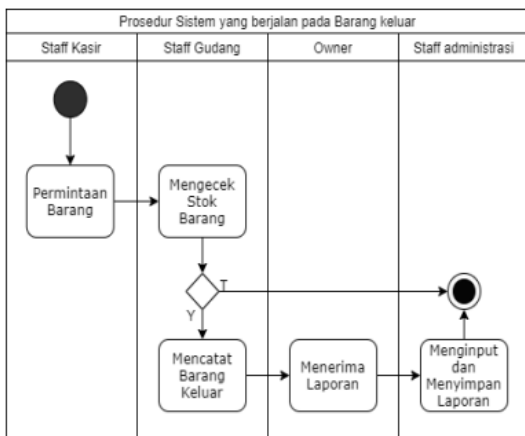 Prosedur Sistem yang berjalan pada Barang keluar
Staff Kasir
Staff Gudang
Owner
Staff administrasi
Permintaan
Barang
Mengecek
Stok
Barang
T
Y
Mencatat
Barang
Keluar
Menerima
Laporan
Menginput
dan
Menyimpan
Laporan